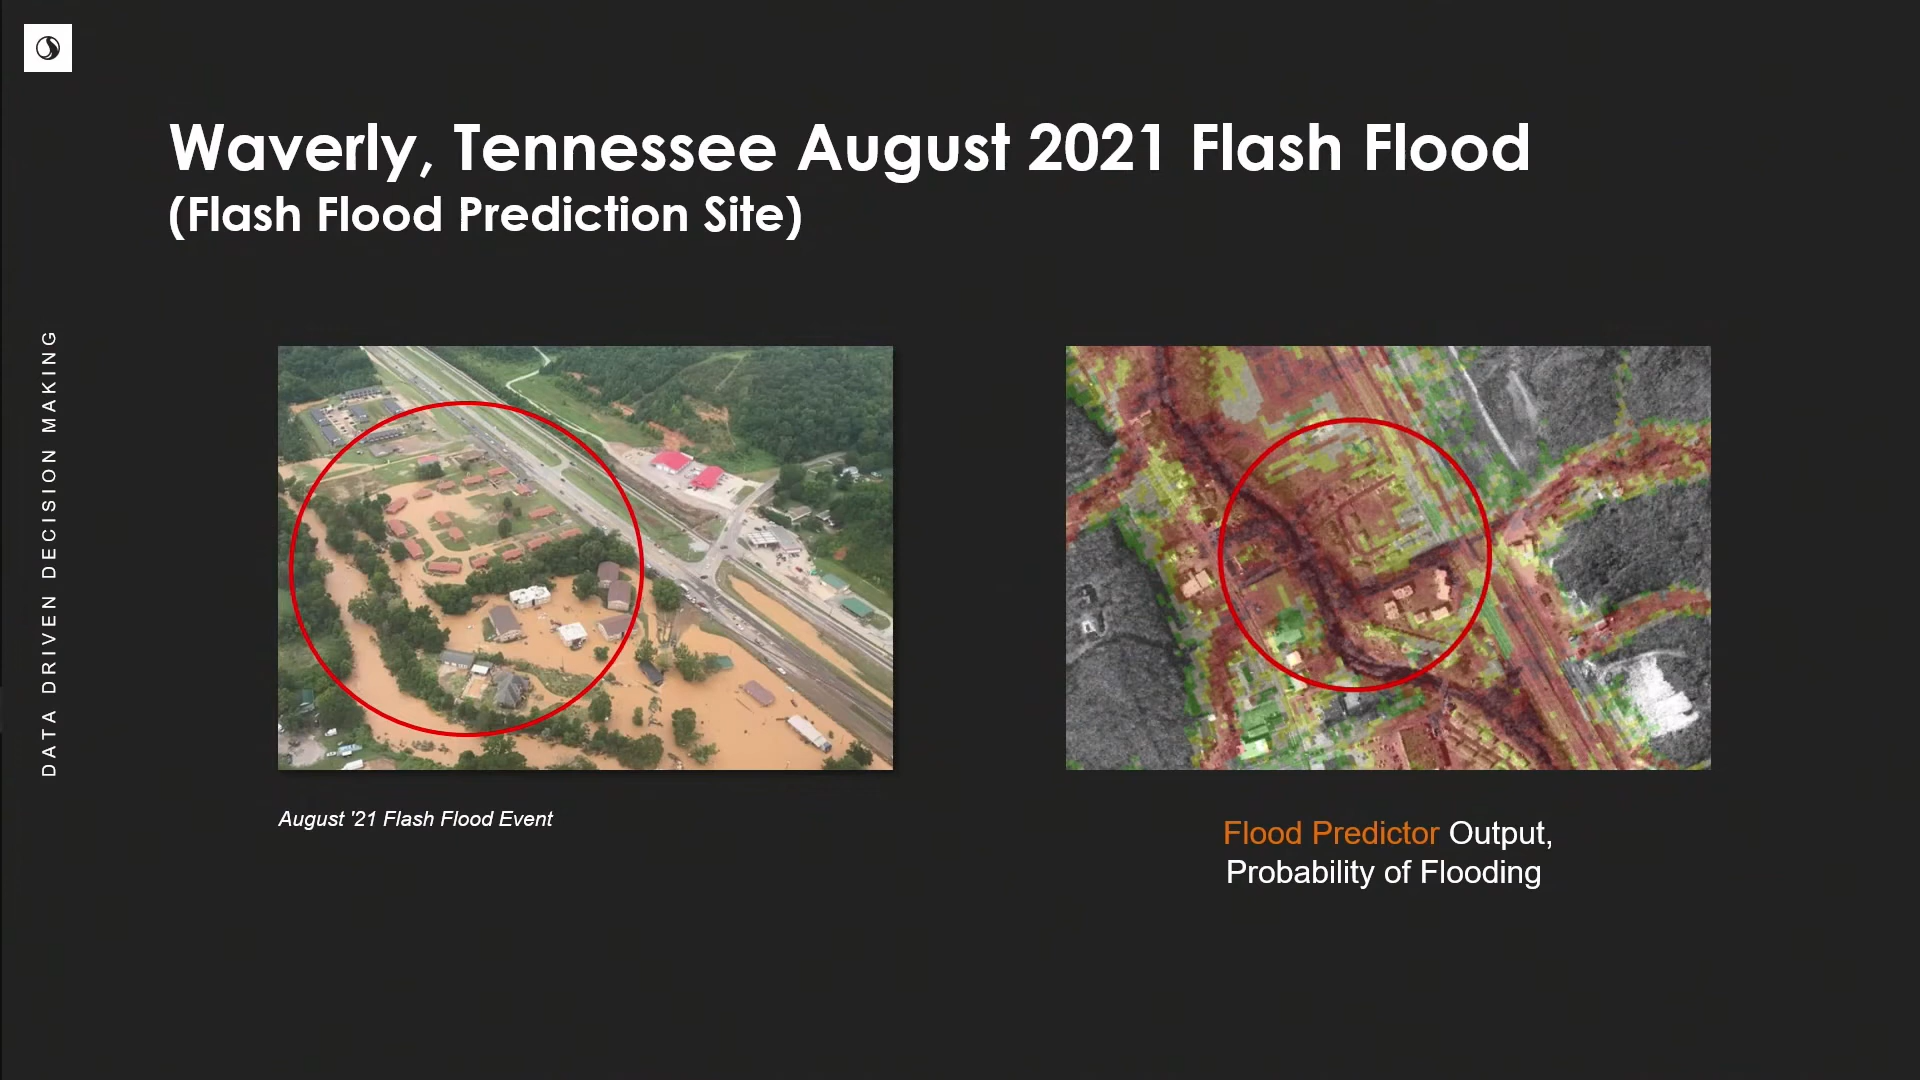 Waverly, Tennessee August 2021 Flash Flood
(Flash Flood Prediction Site)
DATA DRIVEN DECISION MAKING
August '21 Flash Flood Event
Flood Predictor Output,
Probability of Flooding